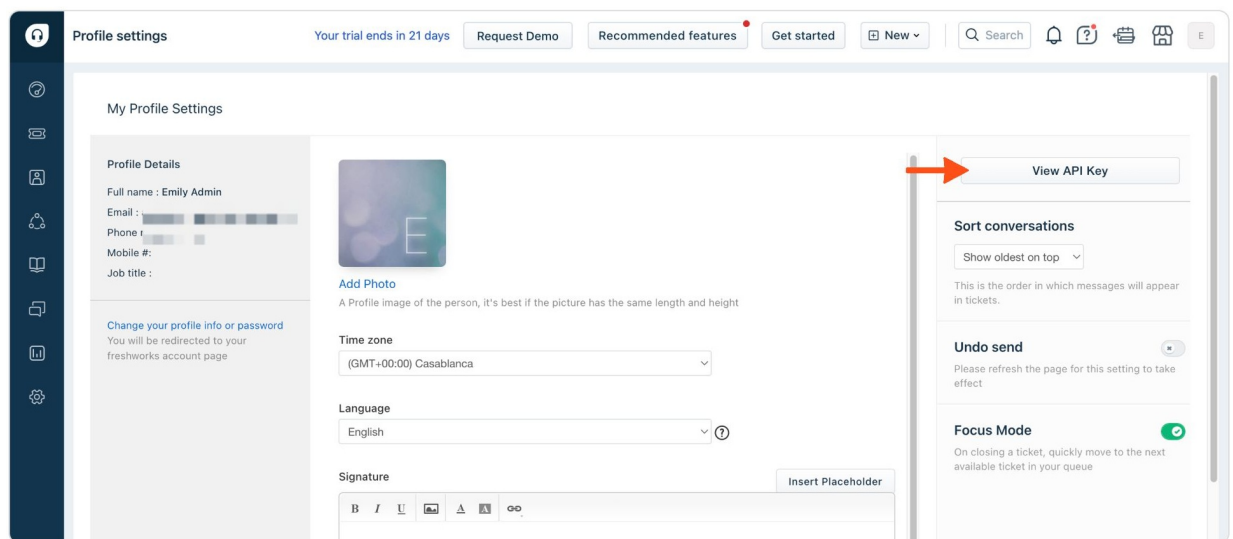 Profile settings
Your trial ends in 21 days
Request Demo
Recommended features
Get started
New
Search
E
My Profile Settings
Profile Details
Full name : Emily Admin
Email :
Phone
Mobile #:
Job title :
Change your profile info or password
You will be redirected to your
freshworks account page
E
Add Photo
A Profile image of the person, it's best if the picture has the same length and height
Time zone
(GMT+00:00) Casablanca
Language
English
?
Signature
Insert Placeholder
B I U A A
View API Key
Sort conversations
Show oldest on top
This is the order in which messages will appear
in tickets.
Undo send
Please refresh the page for this setting to take
effect
Focus Mode
On closing a ticket, quickly move to the next
available ticket in your queue